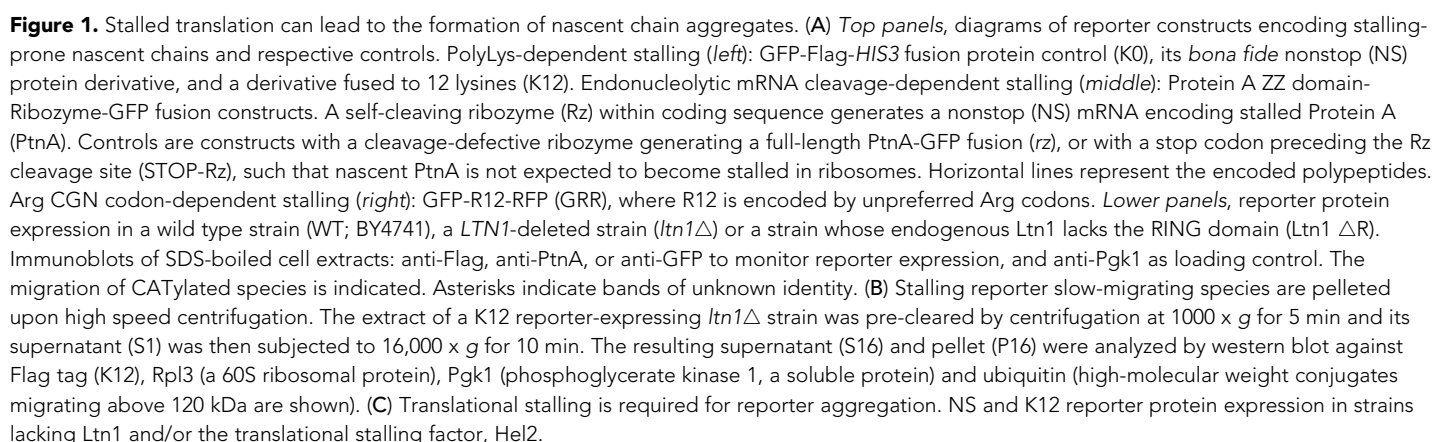 Figure 1. Stalled translation can lead to the formation of nascent chain aggregates. (A) Top panels, diagrams of reporter constructs encoding stalling-
prone nascent chains and respective controls. PolyLys-dependent stalling (left): GFP-Flag-HIS3 fusion protein control (K0), its bona fide nonstop (NS)
protein derivative, and a derivative fused to 12 lysines (K12). Endonucleolytic mRNA cleavage-dependent stalling (middle): Protein A ZZ domain-
Ribozyme-GFP fusion constructs. A self-cleaving ribozyme (Rz) within coding sequence generates a nonstop (NS) mRNA encoding stalled Protein A
(PtnA). Controls are constructs with a cleavage-defective ribozyme generating a full-length PtnA-GFP fusion (rz), or with a stop codon preceding the Rz
cleavage site (STOP-Rz), such that nascent PtnA is not expected to become stalled in ribosomes. Horizontal lines represent the encoded polypeptides.
Arg CGN codon-dependent stalling (right): GFP-R12-RFP (GRR), where R12 is encoded by unpreferred Arg codons. Lower panels, reporter protein
expression in a wild type strain (WT; BY4741), a LTN1-deleted strain (ltn1△) or a strain whose endogenous Ltn1 lacks the RING domain (Ltn1 △R).
Immunoblots of SDS-boiled cell extracts: anti-Flag, anti-PtnA, or anti-GFP to monitor reporter expression, and anti-Pgk1 as loading control. The
migration of CATylated species is indicated. Asterisks indicate bands of unknown identity. (B) Stalling reporter slow-migrating species are pelleted
upon high speed centrifugation. The extract of a K12 reporter-expressing ltn1△ strain was pre-cleared by centrifugation at 1000 x g for 5 min and its
supernatant (S1) was then subjected to 16,000 x g for 10 min. The resulting supernatant (S16) and pellet (P16) were analyzed by western blot against
Flag tag (K12), Rpl3 (a 60S ribosomal protein), Pgk1 (phosphoglycerate kinase 1, a soluble protein) and ubiquitin (high-molecular weight conjugates
migrating above 120 kDa are shown). (C) Translational stalling is required for reporter aggregation. NS and K12 reporter protein expression in strains
lacking Ltn1 and/or the translational stalling factor, Hel2.